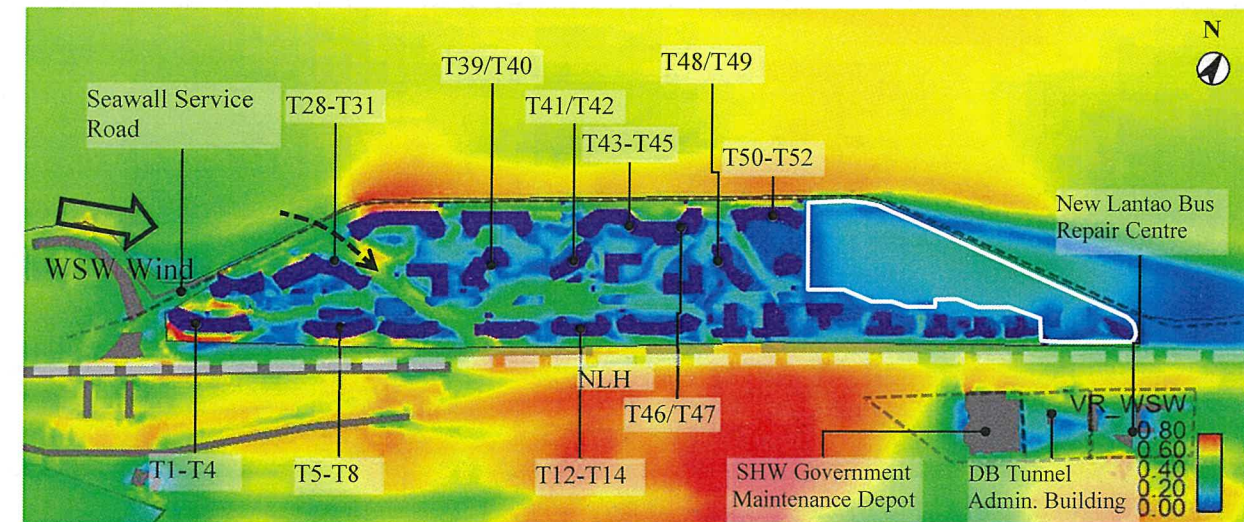 N
T39/T40
T48/T49
Seawall Service
Road
T28-T31
T41/T42
T43-T45
T50-T52
New Lantao Bus
Repair Centre
WSW Wind
NLH
T46/T47
VR_WSW
0.80
0.60
0.40
0.20
0.00
T1-T4
T5-T8
T12-T14
SHW Government
Maintenance Depot
DB Tunnel
Admin. Building